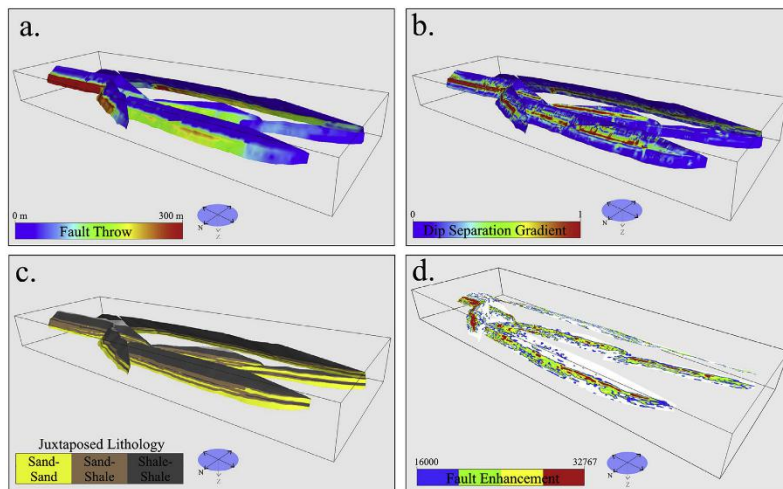 a.
0 m
300 m
Fault Throw
N
Z
b.
0
1
Dip Separation Gradient
N
Z
c.
Juxtaposed Lithology
Sand-
Sand
Sand-
Shale
Shale-
Shale
N
Z
d.
16000
32767
Fault Enhancement
N
Z